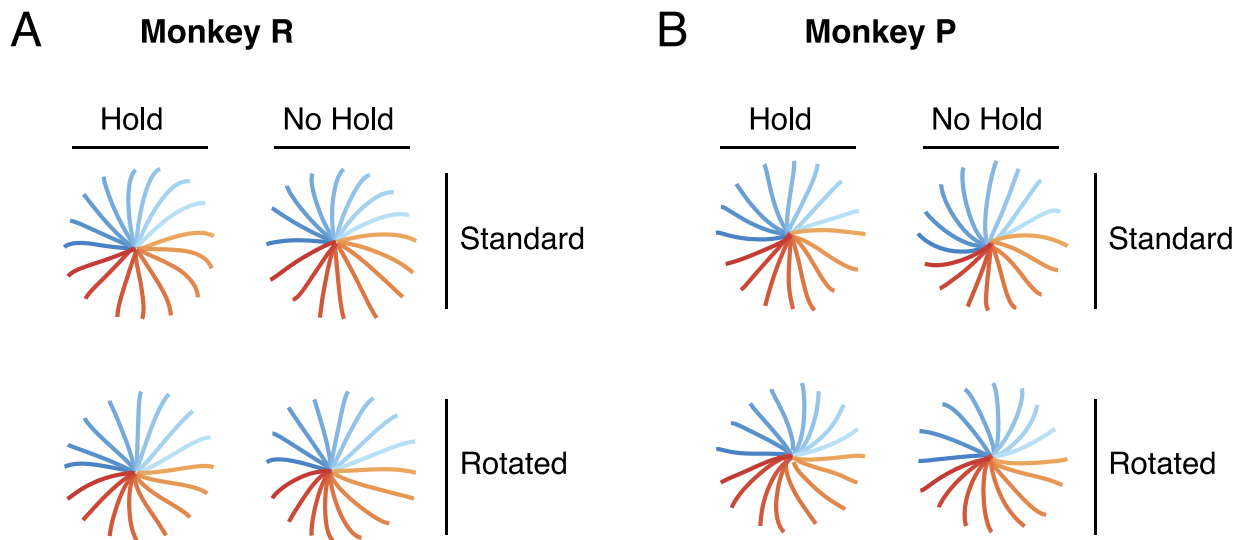 A Monkey R
B Monkey P
Hold No Hold
Hold No Hold
Standard
Standard
Rotated
Rotated